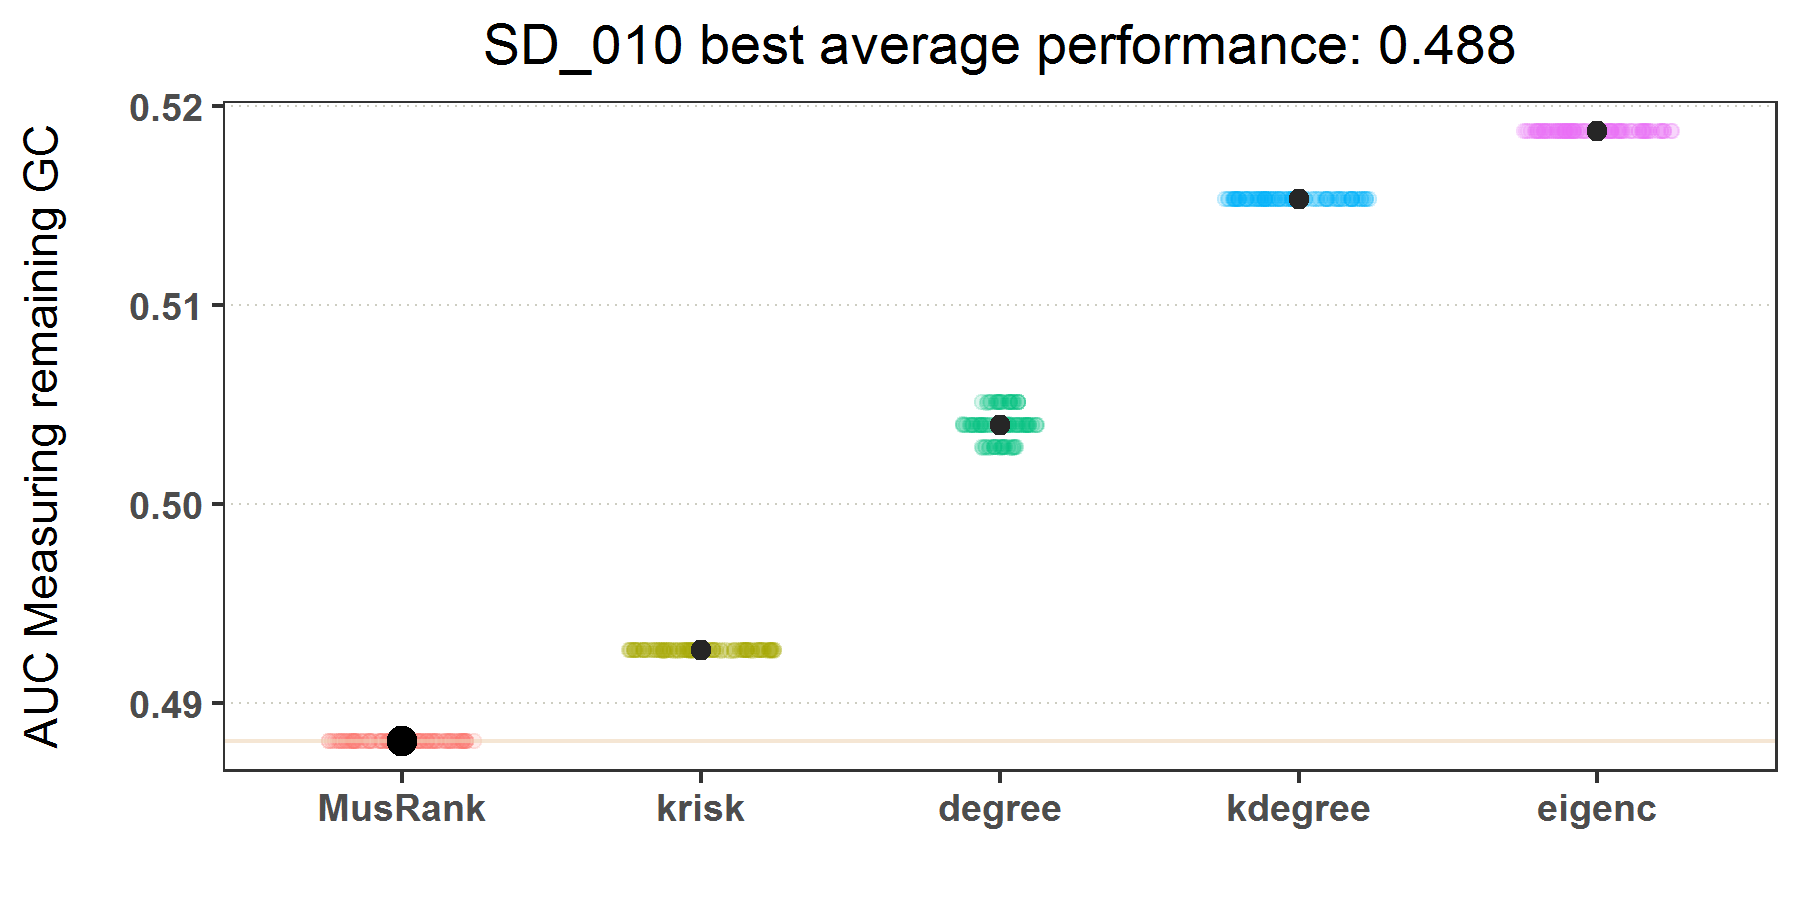 SD_010 best average performance: 0.488
AUC Measuring remaining GC
0.52
0.51
0.50
0.49
MusRank krisk degree kdegree eigenc